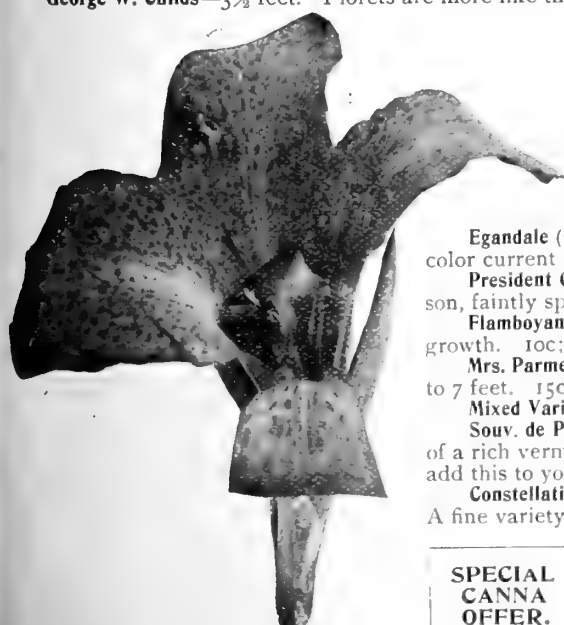 George W. Childs—3½ feet. Florets are more like th
Egandale (
color current
President
son, faintly sp
Flamboyan
growth. 10c;
Mrs. Parme
to 7 feet. 15c
Mixed Vari
Souv. de P
of a rich verm
add this to yo
Constellati
A fine variety
SPECIAL
CANNA
OFFER.